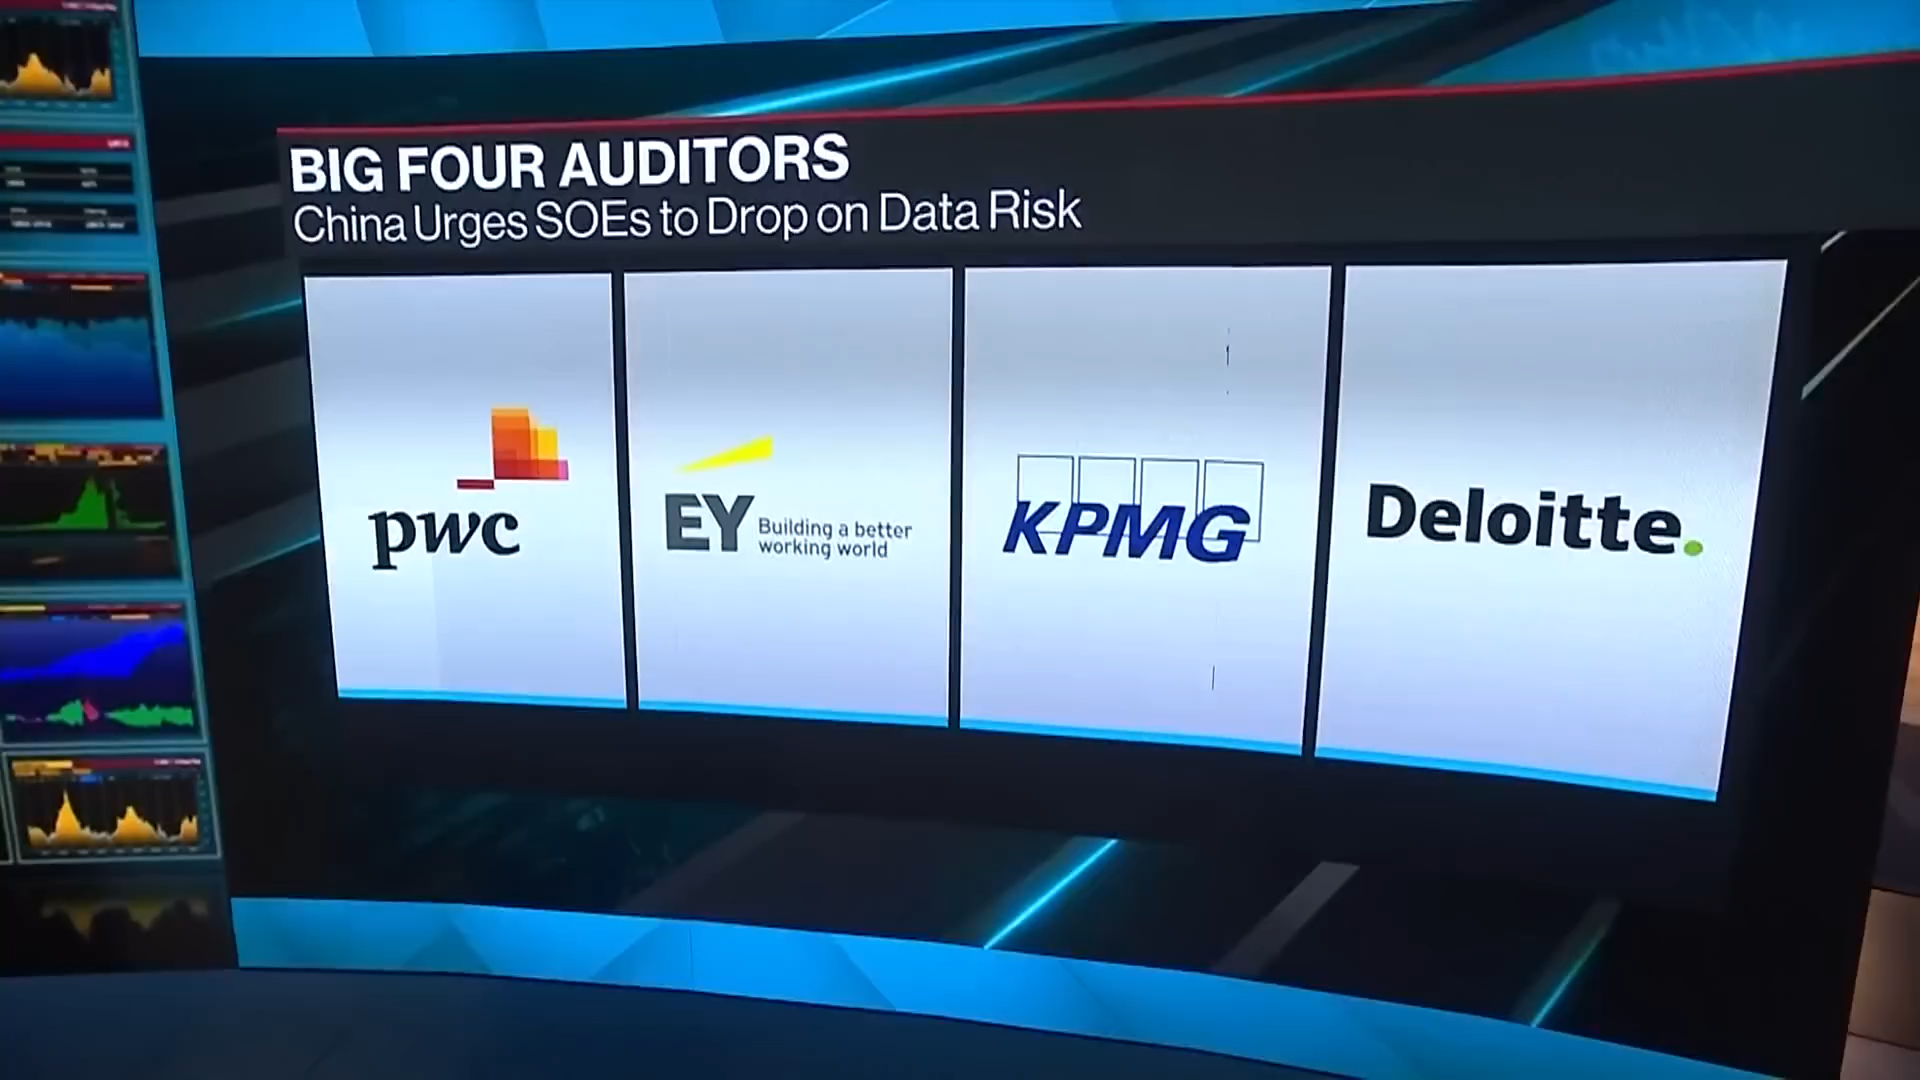 BIG FOUR AUDITORS
China Urges SOEs to Drop on Data Risk
pwc
EY Building a better
working world
KPMG
Deloitte.